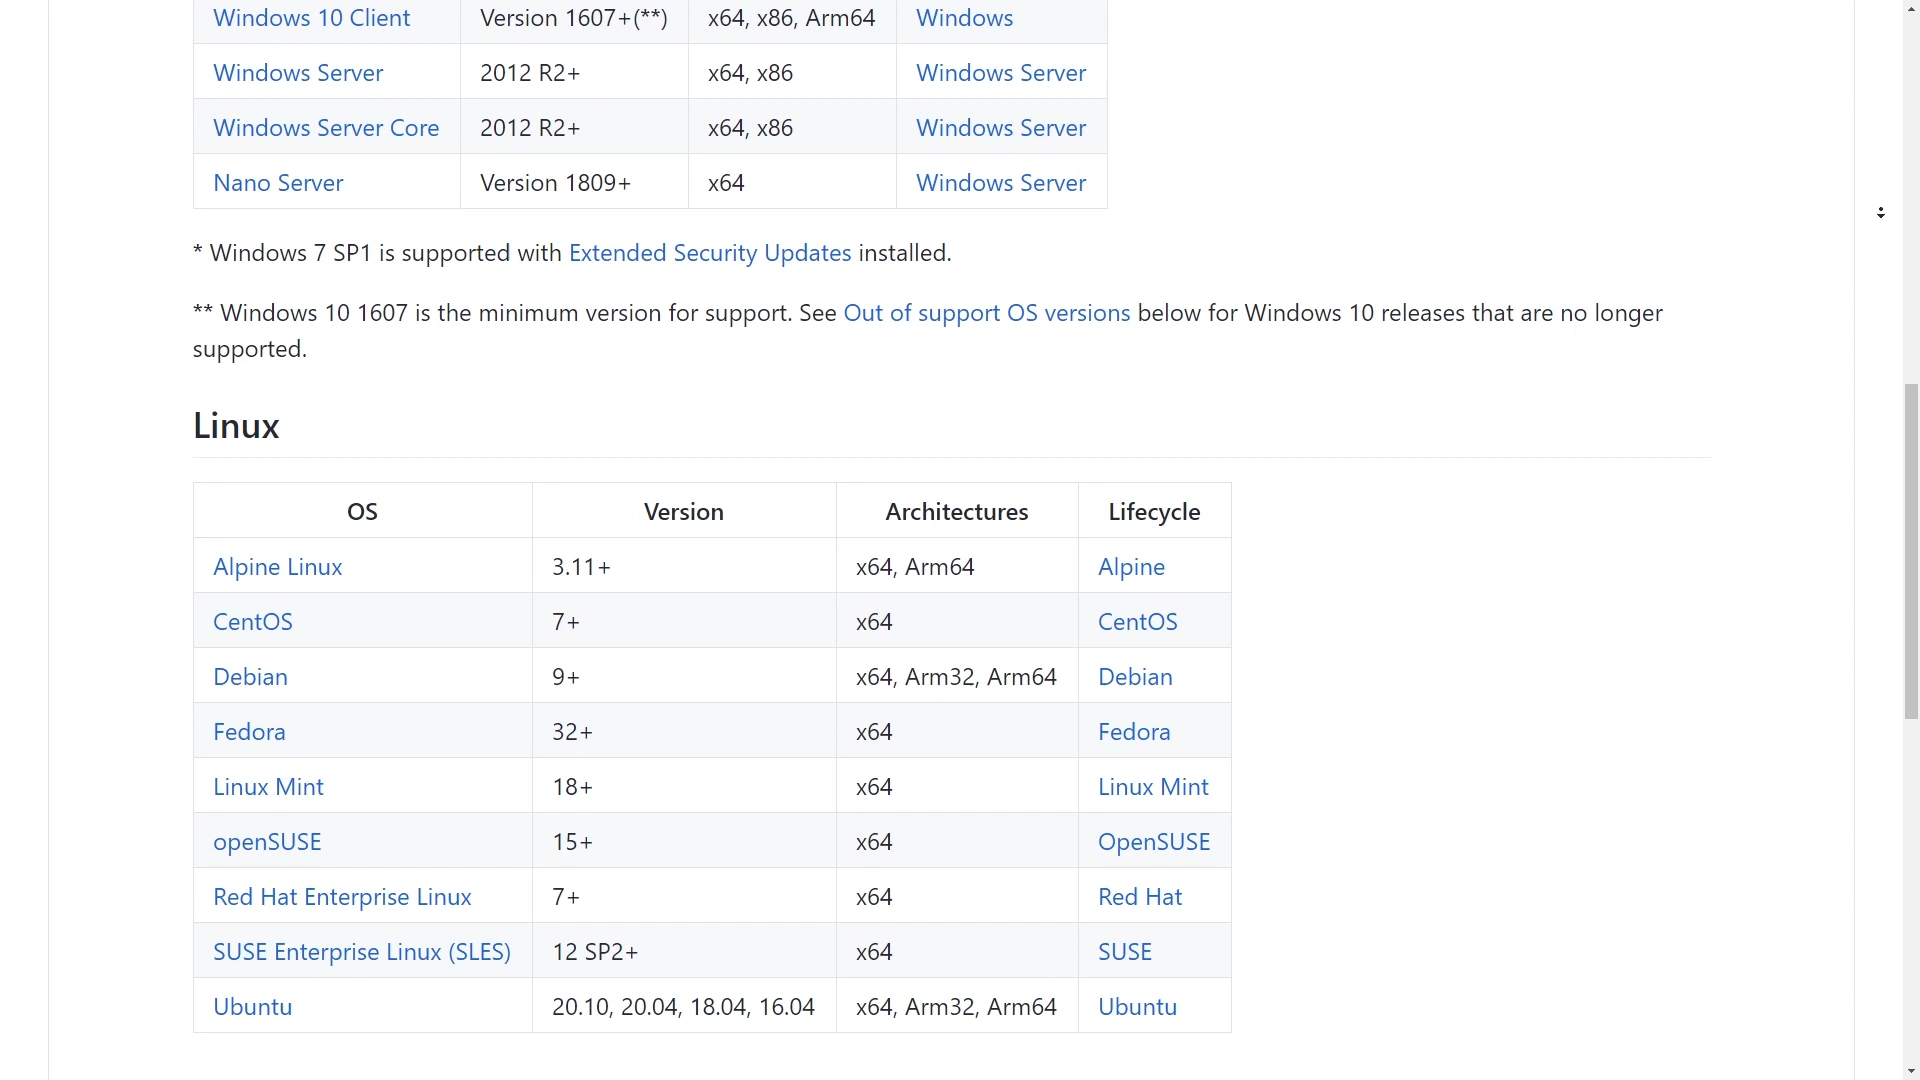 Windows 10 Client Version 1607+(**) x64, x86, Arm64 Windows
Windows Server 2012 R2+ x64, x86 Windows Server
Windows Server Core 2012 R2+ x64, x86 Windows Server
Nano Server Version 1809+ x64 Windows Server
* Windows 7 SP1 is supported with Extended Security Updates installed.
** Windows 10 1607 is the minimum version for support. See Out of support OS versions below for Windows 10 releases that are no longer
supported.
Linux
OS Version Architectures Lifecycle
Alpine Linux 3.11+ x64, Arm64 Alpine
CentOS 7+ x64 CentOS
Debian 9+ x64, Arm32, Arm64 Debian
Fedora 32+ x64 Fedora
Linux Mint 18+ x64 Linux Mint
openSUSE 15+ x64 OpenSUSE
Red Hat Enterprise Linux 7+ x64 Red Hat
SUSE Enterprise Linux (SLES) 12 SP2+ x64 SUSE
Ubuntu 20.10, 20.04, 18.04, 16.04 x64, Arm32, Arm64 Ubuntu